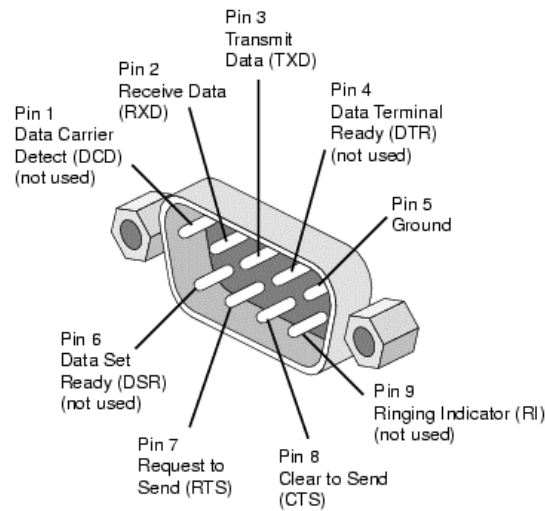 Pin 3
Transmit
Data (TXD)
Pin 2
Receive Data
(RXD)
Pin 4
Data Terminal
Ready (DTR)
(not used)
Pin 1
Data Carrier
Detect (DCD)
(not used)
Pin 5
Ground
Pin 6
Data Set
Ready (DSR)
(not used)
Pin 9
Ringing Indicator (RI)
(not used)
Pin 7
Request to
Send (RTS)
Pin 8
Clear to Send
(CTS)